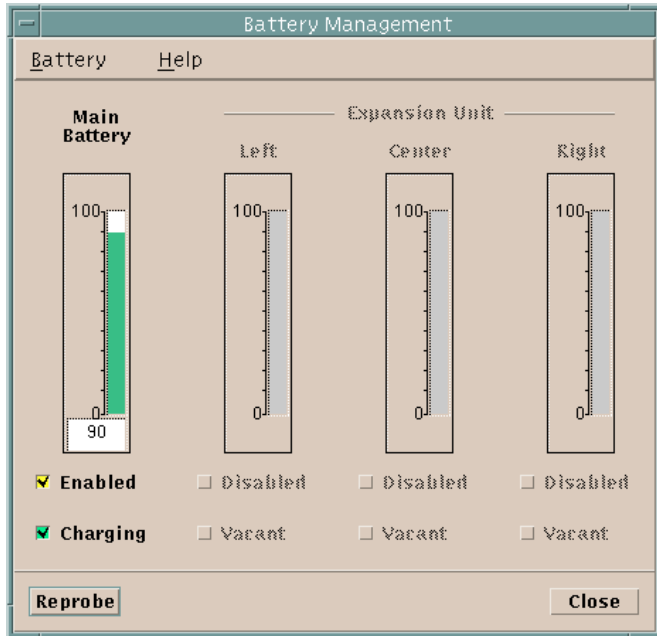 Battery Management
Battery Help
Main
Battery
Expansion Unit
Left Center Right
100 100 100 100
0 0 0 0
90
Enabled Disabled Disabled Disabled
Charging Vacant Vacant Vacant
Reprobe Close